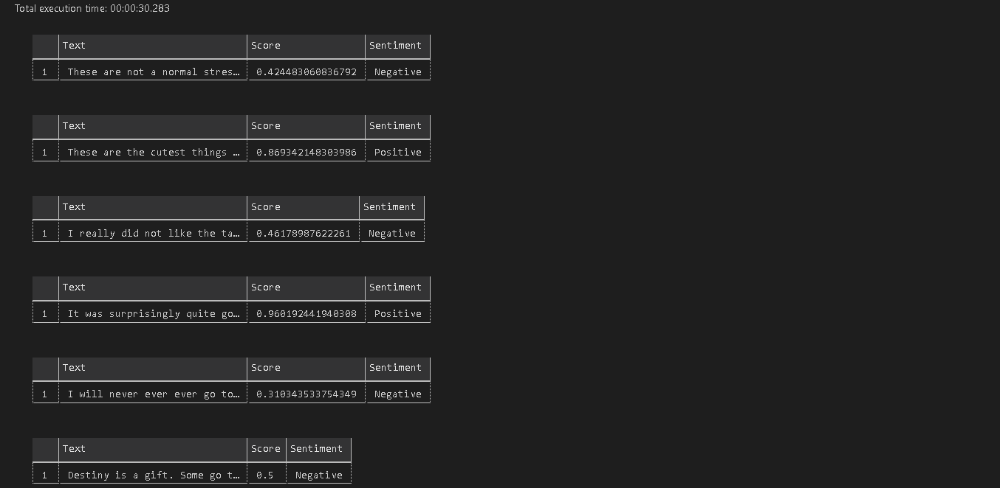 Total execution time: 00:00:30.283
Text Score Sentiment
1 These are not a normal stres… 0.424483060836792 Negative
Text Score Sentiment
1 These are the cutest things … 0.869342148303986 Positive
Text Score Sentiment
1 I really did not like the ta… 0.46178987622261 Negative
Text Score Sentiment
1 It was surprisingly quite go… 0.960192441940308 Positive
Text Score Sentiment
1 I will never ever ever go to… 0.310343533754349 Negative
Text Score Sentiment
1 Destiny is a gift. Some go t… 0.5 Negative